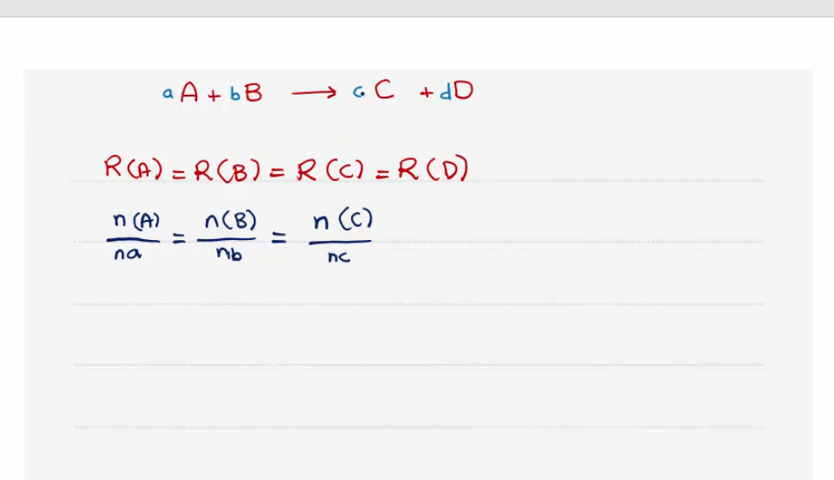 aA + bB ⟶ cC + dD
R(A) = R(B) = R(C) = R(D)
n(A)/na = n(B)/nb = n(C)/nc